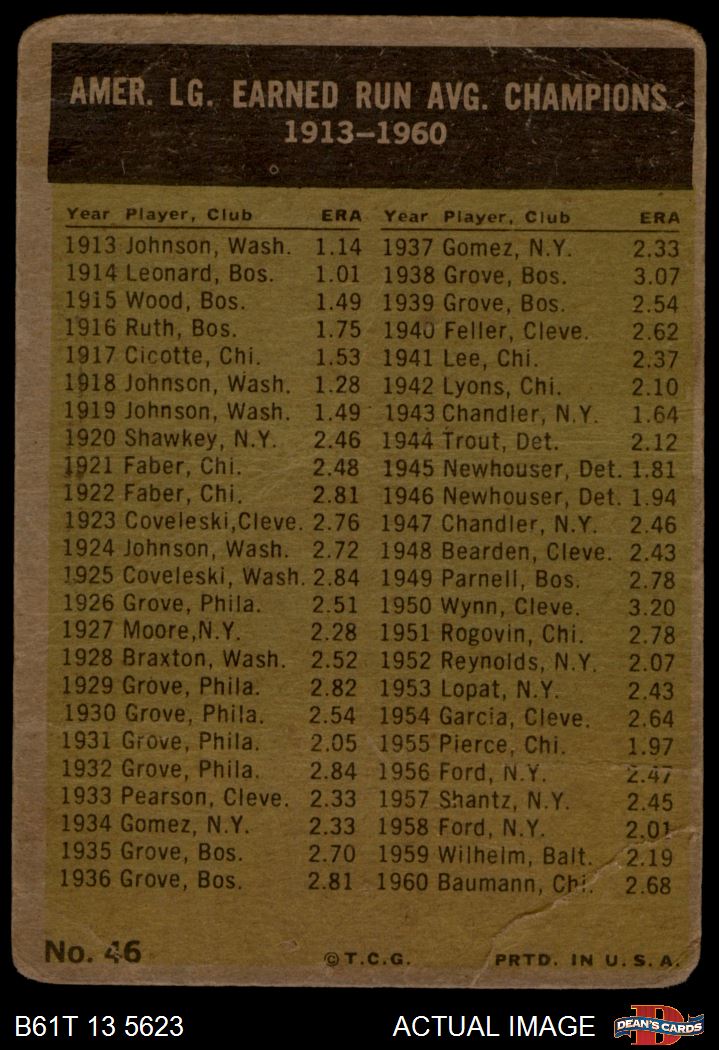 AMER. LG. EARNED RUN AVG. CHAMPIONS
1913–1960
Year Player, Club ERA
1913 Johnson, Wash. 1.14
1914 Leonard, Bos. 1.01
1915 Wood, Bos. 1.49
1916 Ruth, Bos. 1.75
1917 Cicotte, Chi. 1.53
1918 Johnson, Wash. 1.28
1919 Johnson, Wash. 1.49
1920 Shawkey, N.Y. 2.46
1921 Faber, Chi. 2.48
1922 Faber, Chi. 2.81
1923 Coveleski,Cleve. 2.76
1924 Johnson, Wash. 2.72
1925 Coveleski, Wash. 2.84
1926 Grove, Phila. 2.51
1927 Moore,N.Y. 2.28
1928 Braxton, Wash. 2.52
1929 Grove, Phila. 2.82
1930 Grove, Phila. 2.54
1931 Grove, Phila. 2.05
1932 Grove, Phila. 2.84
1933 Pearson, Cleve. 2.33
1934 Gomez, N.Y. 2.33
1935 Grove, Bos. 2.70
1936 Grove, Bos. 2.81
Year Player, Club ERA
1937 Gomez, N.Y. 2.33
1938 Grove, Bos. 3.07
1939 Grove, Bos. 2.54
1940 Feller, Cleve. 2.62
1941 Lee, Chi. 2.37
1942 Lyons, Chi. 2.10
1943 Chandler, N.Y. 1.64
1944 Trout, Det. 2.12
1945 Newhouser, Det. 1.81
1946 Newhouser, Det. 1.94
1947 Chandler, N.Y. 2.46
1948 Bearden, Cleve. 2.43
1949 Parnell, Bos. 2.78
1950 Wynn, Cleve. 3.20
1951 Rogovin, Chi. 2.78
1952 Reynolds, N.Y. 2.07
1953 Lopat, N.Y. 2.43
1954 Garcia, Cleve. 2.64
1955 Pierce, Chi. 1.97
1956 Ford, N.Y. 2.47
1957 Shantz, N.Y. 2.45
1958 Ford, N.Y. 2.01
1959 Wilhelm, Balt. 2.19
1960 Baumann, Chi. 2.68
No. 46 ©T.C.G. PRTD. IN U.S.A.
B61T 13 5623 ACTUAL IMAGE DEAN'S CARDS